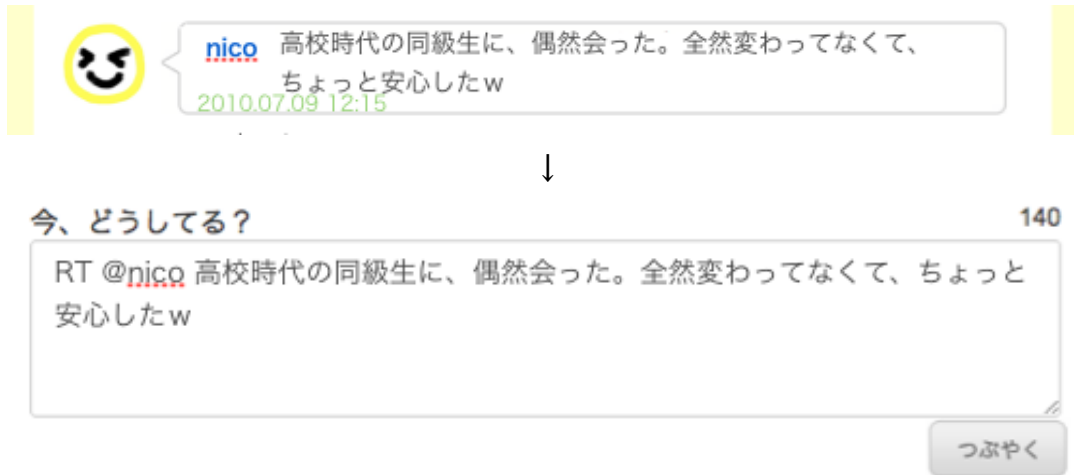 nico 高校時代の同級生に、偶然会った。全然変わってなくて、
ちょっと安心したｗ
2010.07.09 12:15
↓
今、どうしてる？ 140
RT @nico 高校時代の同級生に、偶然会った。全然変わってなくて、ちょっと
安心したｗ
つぶやく